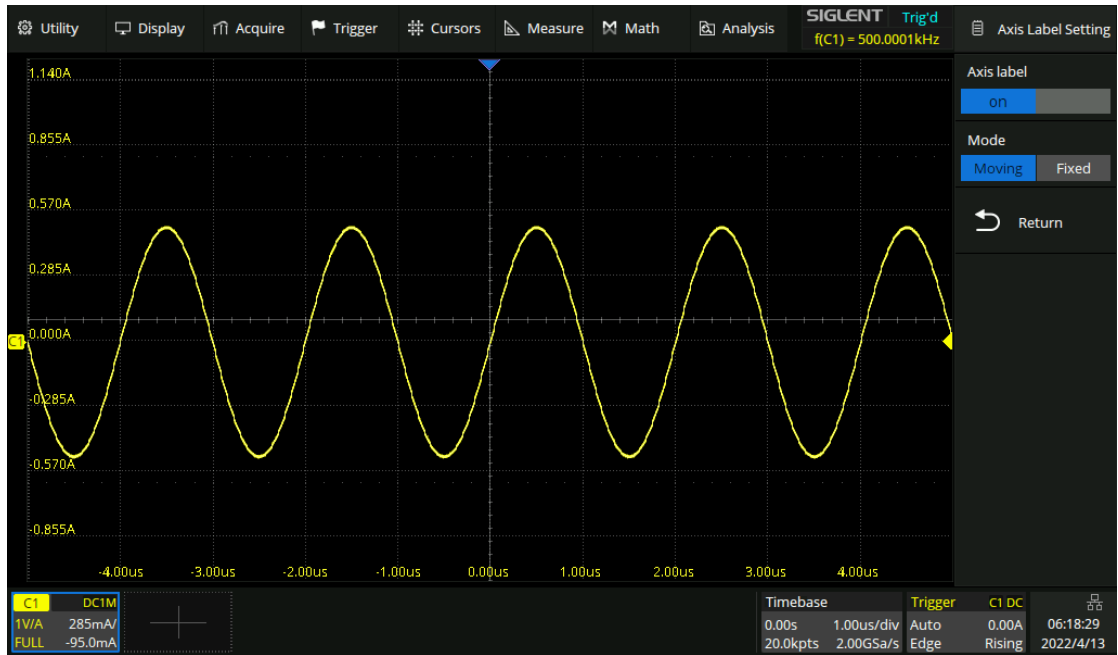 Utility Display Acquire Trigger Cursors Measure Math Analysis SIGLENT Trig'd
f(C1) = 500.0001kHz
Axis Label Setting
1.140A
0.855A
0.570A
0.285A
0.000A
C1
-0.285A
-0.570A
-0.855A
-4.00us -3.00us -2.00us -1.00us 0.00us 1.00us 2.00us 3.00us 4.00us
Axis label
on
Mode
Moving Fixed
Return
C1 DC1M
1V/A 285mA/
FULL -95.0mA
Timebase
0.00s 1.00us/div
20.0kpts 2.00GSa/s
Trigger C1 DC
Auto 0.00A
Edge Rising
06:18:29
2022/4/13